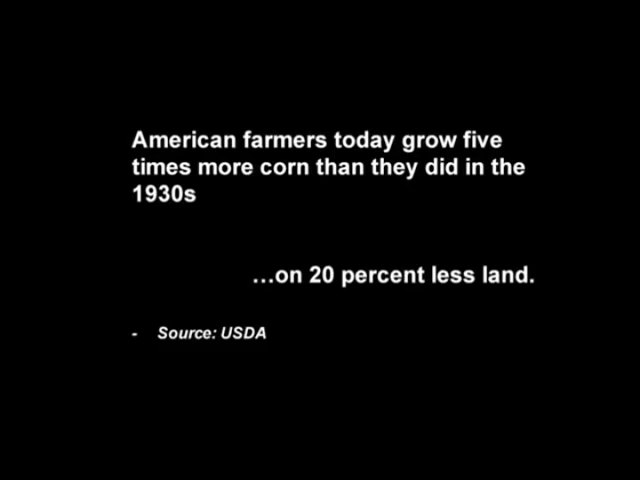 American farmers today grow five
times more corn than they did in the
1930s
…on 20 percent less land.
- Source: USDA